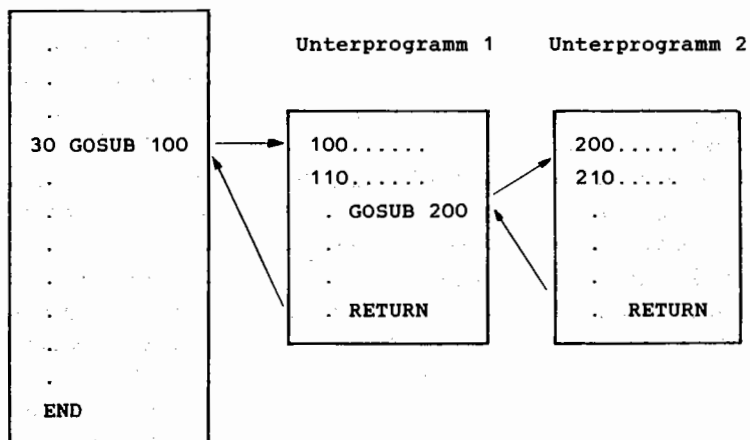 .
.
.
30 GOSUB 100
.
.
.
.
.
.
.
END
Unterprogramm 1
100......
110......
. GOSUB 200
.
.
. RETURN
Unterprogramm 2
200.....
210.....
.
.
.
. RETURN